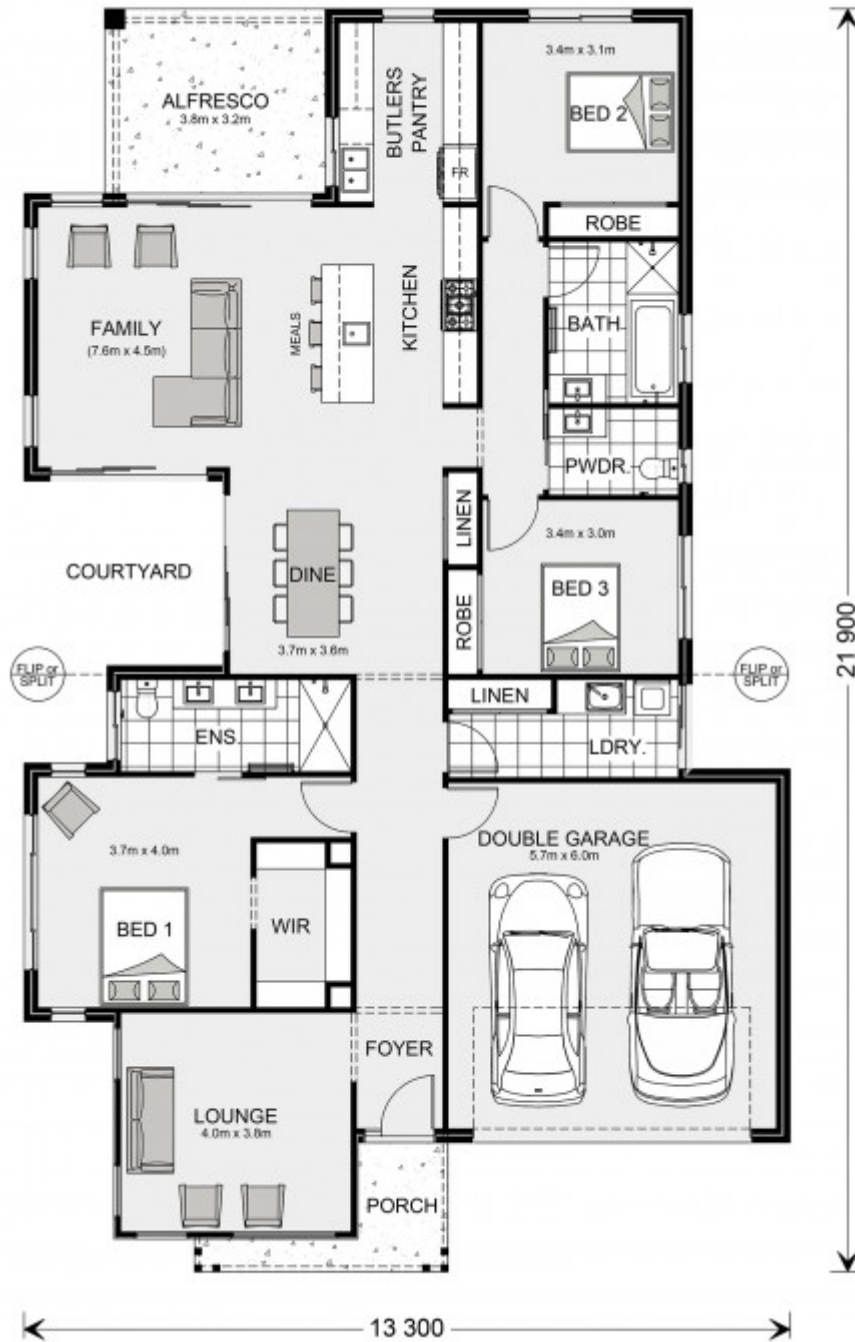 ALFRESCO
3.8m x 3.2m
BUTLERS
PANTRY
FR
3.4m x 3.1m
BED 2
ROBE
FAMILY
(7.6m x 4.5m)
MEALS
KITCHEN
BATH
PWDR.
COURTYARD
DINE
3.7m x 3.6m
LINEN
ROBE
3.4m x 3.0m
BED 3
FLIP or
SPLIT
FLIP or
SPLIT
21 900
ENS.
LINEN
LDRY.
3.7m x 4.0m
BED 1
WIR
DOUBLE GARAGE
5.7m x 6.0m
FOYER
LOUNGE
4.0m x 3.8m
PORCH
13 300